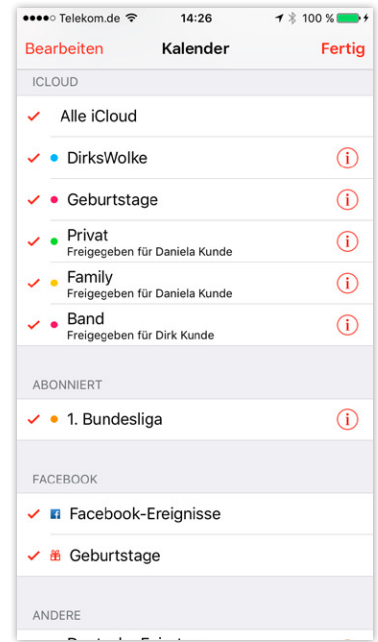 Telekom.de 14:26 100 %
Bearbeiten Kalender Fertig
ICLOUD
Alle iCloud
DirksWolke
Geburtstage
Privat
Freigegeben für Daniela Kunde
Family
Freigegeben für Daniela Kunde
Band
Freigegeben für Dirk Kunde
ABONNIERT
1. Bundesliga
FACEBOOK
Facebook-Ereignisse
Geburtstage
ANDERE